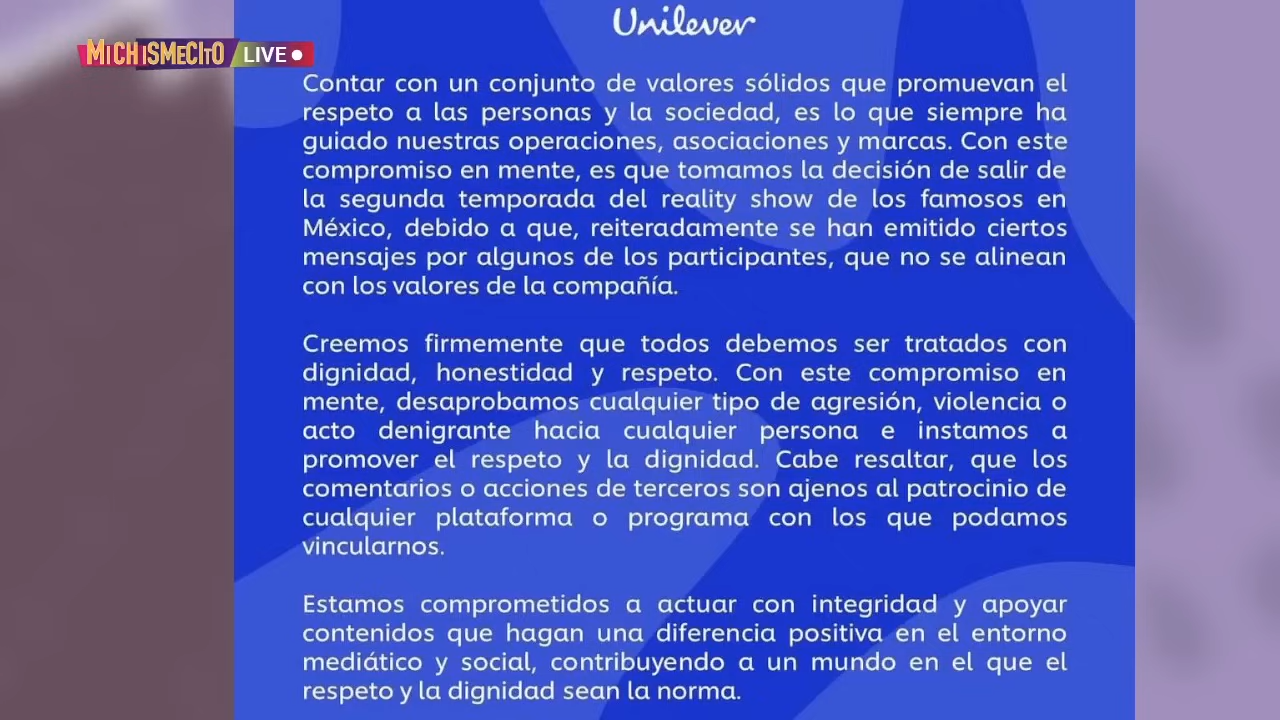 Unilever
MICHISMECITO LIVE
Contar con un conjunto de valores sólidos que promuevan el
respeto a las personas y la sociedad, es lo que siempre ha
guiado nuestras operaciones, asociaciones y marcas. Con este
compromiso en mente, es que tomamos la decisión de salir de
la segunda temporada del reality show de los famosos en
México, debido a que, reiteradamente se han emitido ciertos
mensajes por algunos de los participantes, que no se alinean
con los valores de la compañía.
Creemos firmemente que todos debemos ser tratados con
dignidad, honestidad y respeto. Con este compromiso en
mente, desaprobamos cualquier tipo de agresión, violencia o
acto denigrante hacia cualquier persona e instamos a
promover el respeto y la dignidad. Cabe resaltar, que los
comentarios o acciones de terceros son ajenos al patrocinio de
cualquier plataforma o programa con los que podamos
vincularnos.
Estamos comprometidos a actuar con integridad y apoyar
contenidos que hagan una diferencia positiva en el entorno
mediático y social, contribuyendo a un mundo en el que el
respeto y la dignidad sean la norma.